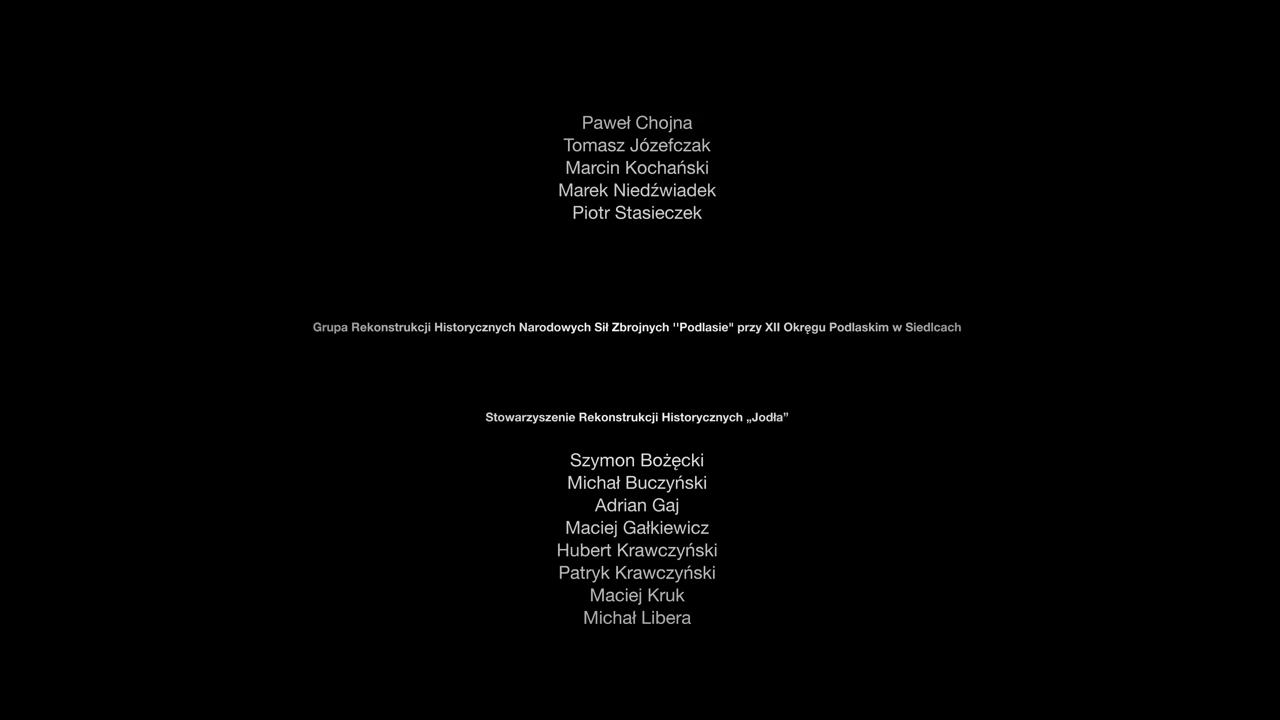 Paweł Chojna
Tomasz Józefczak
Marcin Kochański
Marek Niedźwiadek
Piotr Stasieczek
Grupa Rekonstrukcji Historycznych Narodowych Sił Zbrojnych ''Podlasie" przy XII Okręgu Podlaskim w Siedlcach
Stowarzyszenie Rekonstrukcji Historycznych „Jodła”
Szymon Bożęcki
Michał Buczyński
Adrian Gaj
Maciej Gałkiewicz
Hubert Krawczyński
Patryk Krawczyński
Maciej Kruk
Michał Libera